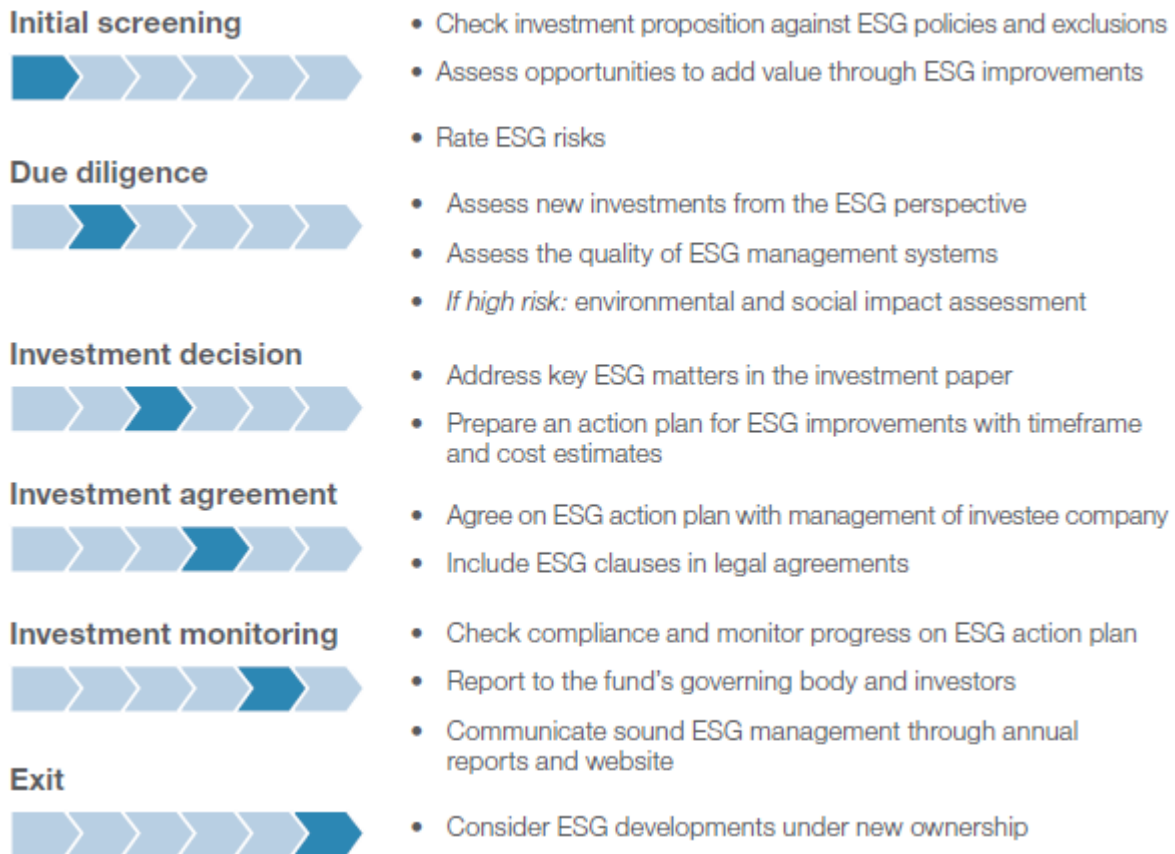 Initial screening
• Check investment proposition against ESG policies and exclusions
• Assess opportunities to add value through ESG improvements
• Rate ESG risks
Due diligence
• Assess new investments from the ESG perspective
• Assess the quality of ESG management systems
• If high risk: environmental and social impact assessment
Investment decision
• Address key ESG matters in the investment paper
• Prepare an action plan for ESG improvements with timeframe
and cost estimates
Investment agreement
• Agree on ESG action plan with management of investee company
• Include ESG clauses in legal agreements
Investment monitoring
• Check compliance and monitor progress on ESG action plan
• Report to the fund's governing body and investors
• Communicate sound ESG management through annual
reports and website
Exit
• Consider ESG developments under new ownership